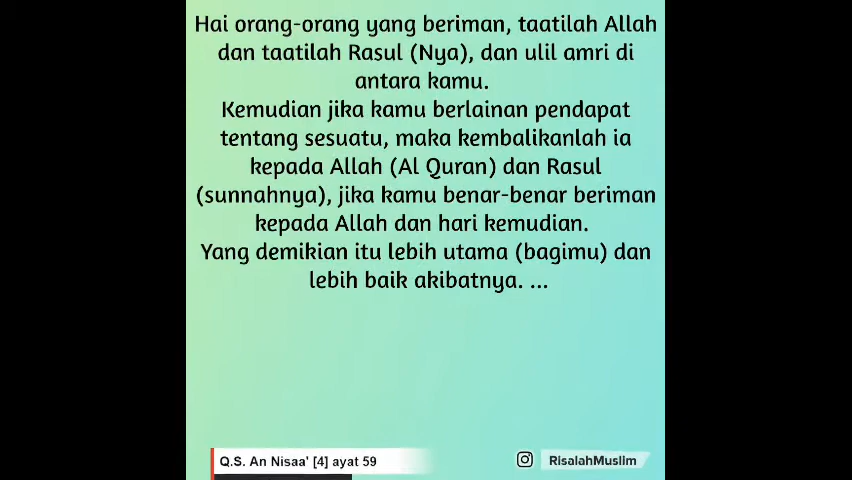 Hai orang-orang yang beriman, taatilah Allah
dan taatilah Rasul (Nya), dan ulil amri di
antara kamu.
Kemudian jika kamu berlainan pendapat
tentang sesuatu, maka kembalikanlah ia
kepada Allah (Al Quran) dan Rasul
(sunnahnya), jika kamu benar-benar beriman
kepada Allah dan hari kemudian.
Yang demikian itu lebih utama (bagimu) dan
lebih baik akibatnya. ...
Q.S. An Nisaa' [4] ayat 59
RisalahMuslim